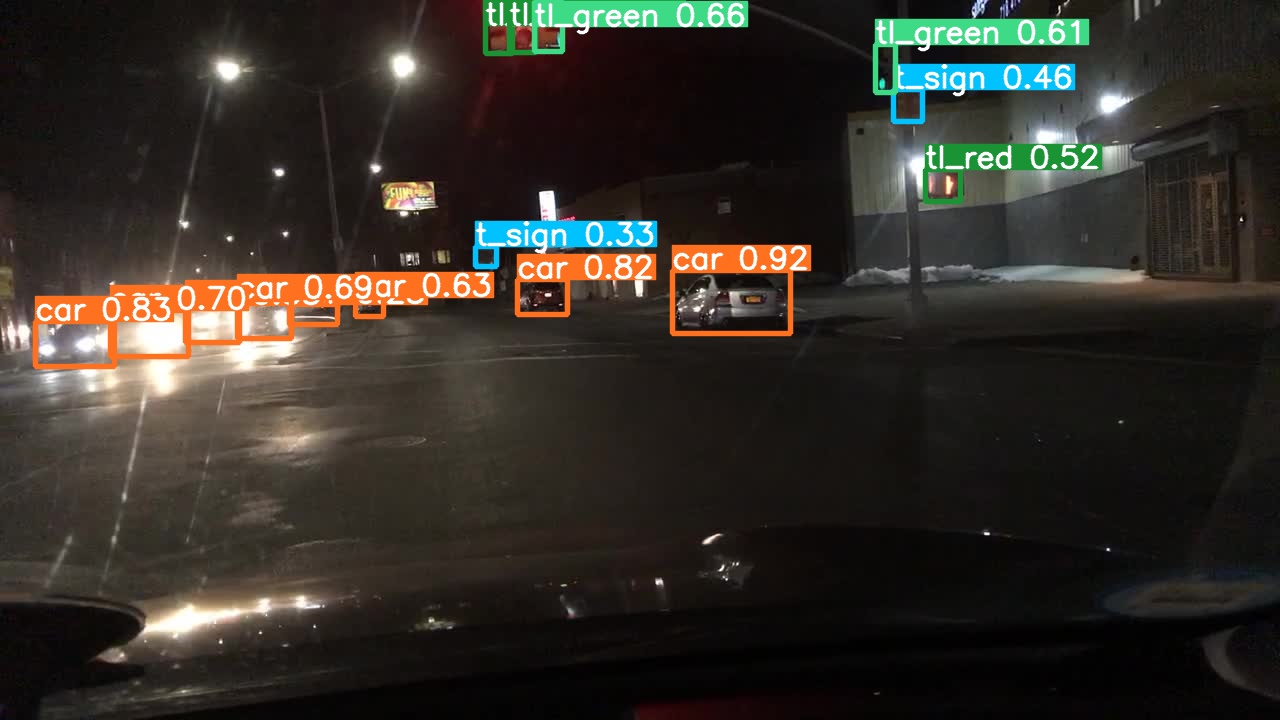 tl tl tl_green 0.66
tl_green 0.61
t_sign 0.46
tl_red 0.52
FUN!
t_sign 0.33
car 0.92
car 0.82
car 0.69
ar 0.63
0.70
car 0.83